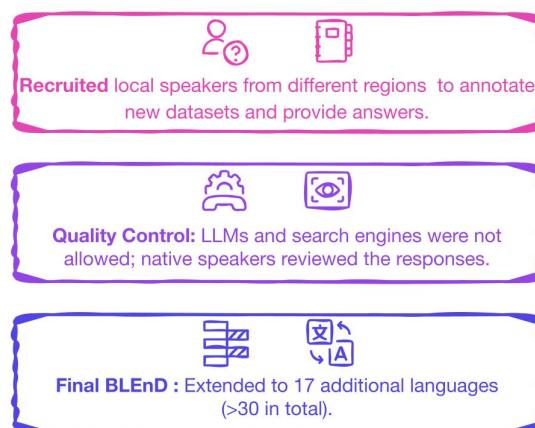 Recruited local speakers from different regions to annotate
new datasets and provide answers.
Quality Control: LLMs and search engines were not
allowed; native speakers reviewed the responses.
文
A
Final BLEnD : Extended to 17 additional languages
(>30 in total).